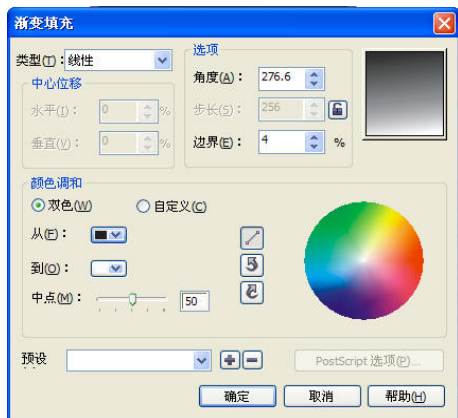 渐变填充
类型(T): 线性
选项
角度(A): 276.6
步长(S): 256
边界(E): 4 %
中心位移
水平(I): 0 %
垂直(V): 0 %
颜色调和
双色(W) 自定义(C)
从(F):
到(O):
中点(M): 50
预设
PostScript 选项(P)...
确定 取消 帮助(H)